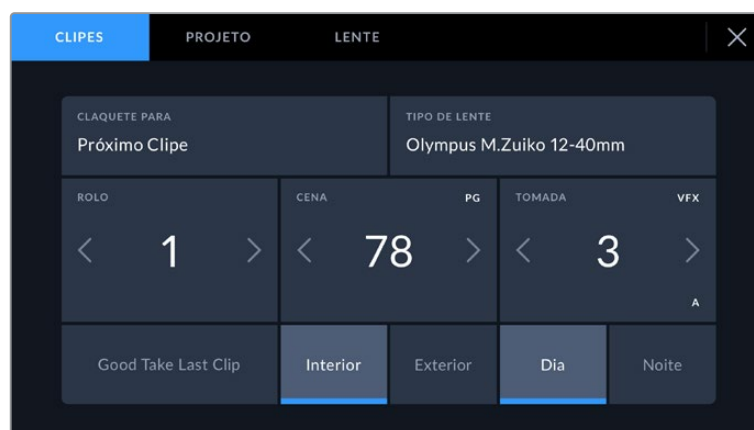 CLIPES PROJETO LENTE
CLAQUETE PARA TIPO DE LENTE
Próximo Clipe Olympus M.Zuiko 12-40mm
ROLO CENA PG TOMADA VFX
1 78 3
A
Good Take Last Clip Interior Exterior Dia Noite